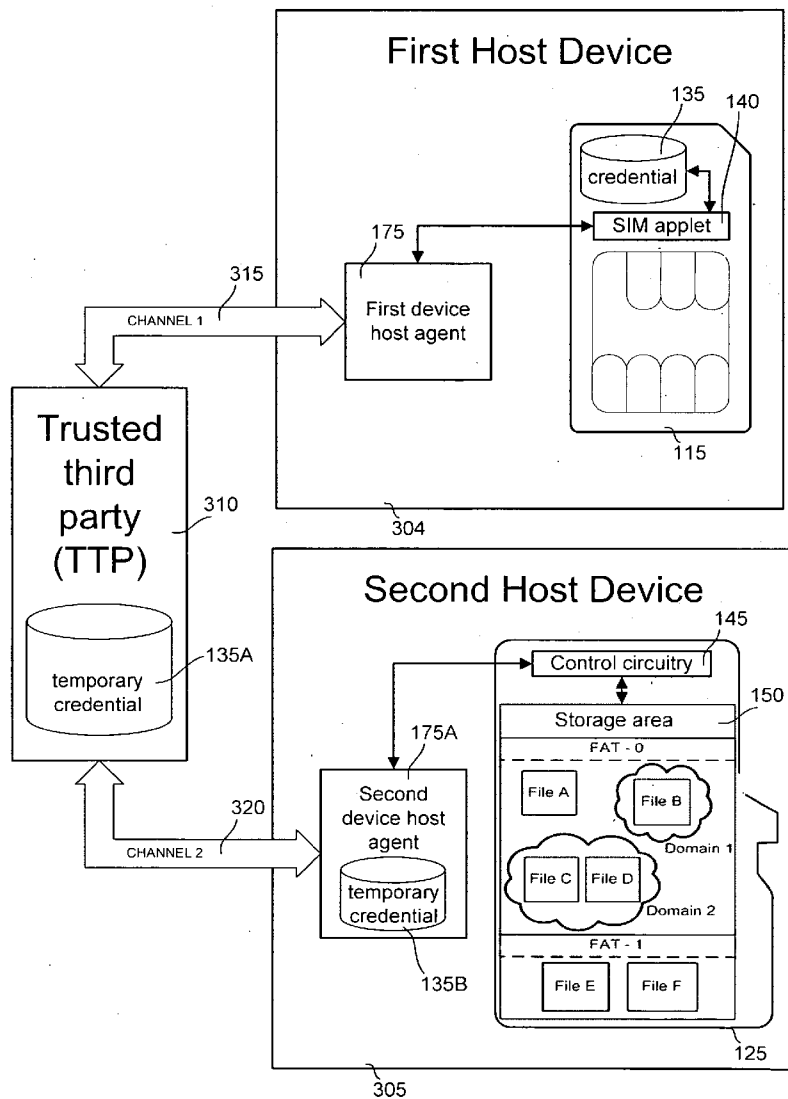 First Host Device
135
140
credential
SIM applet
175
315
CHANNEL 1
First device
host agent
115
304
Trusted
third
party
(TTP)
310
temporary
credential
135A
Second Host Device
145
Control circuitry
150
Storage area
FAT - 0
File A
File B
Domain 1
File C
File D
Domain 2
FAT - 1
File E
File F
125
175A
Second
device host
agent
temporary
credential
135B
320
CHANNEL 2
305